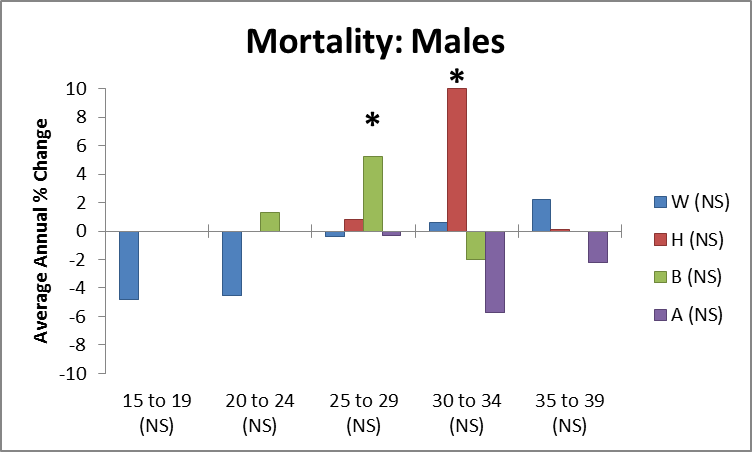 Mortality: Males
Average Annual % Change
10
8
6
4
2
0
-2
-4
-6
-8
-10
*
*
15 to 19
(NS)
20 to 24
(NS)
25 to 29
(NS)
30 to 34
(NS)
35 to 39
(NS)
W (NS)
H (NS)
B (NS)
A (NS)